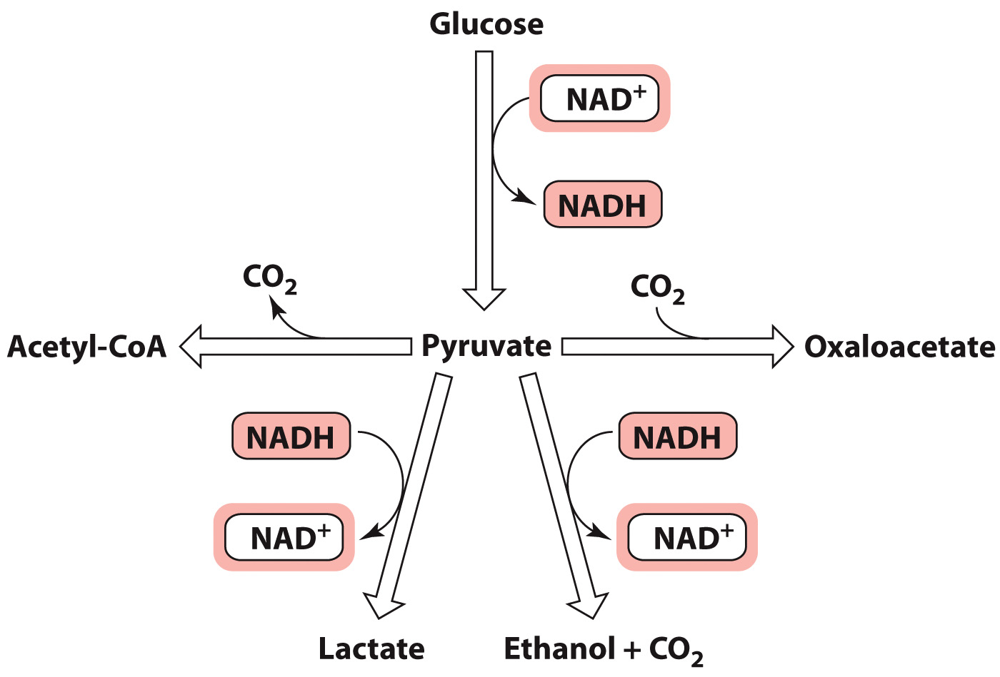 Glucose
NAD⁺
NADH
CO₂
CO₂
Acetyl-CoA
Pyruvate
Oxaloacetate
NADH
NADH
NAD⁺
NAD⁺
Lactate
Ethanol + CO₂